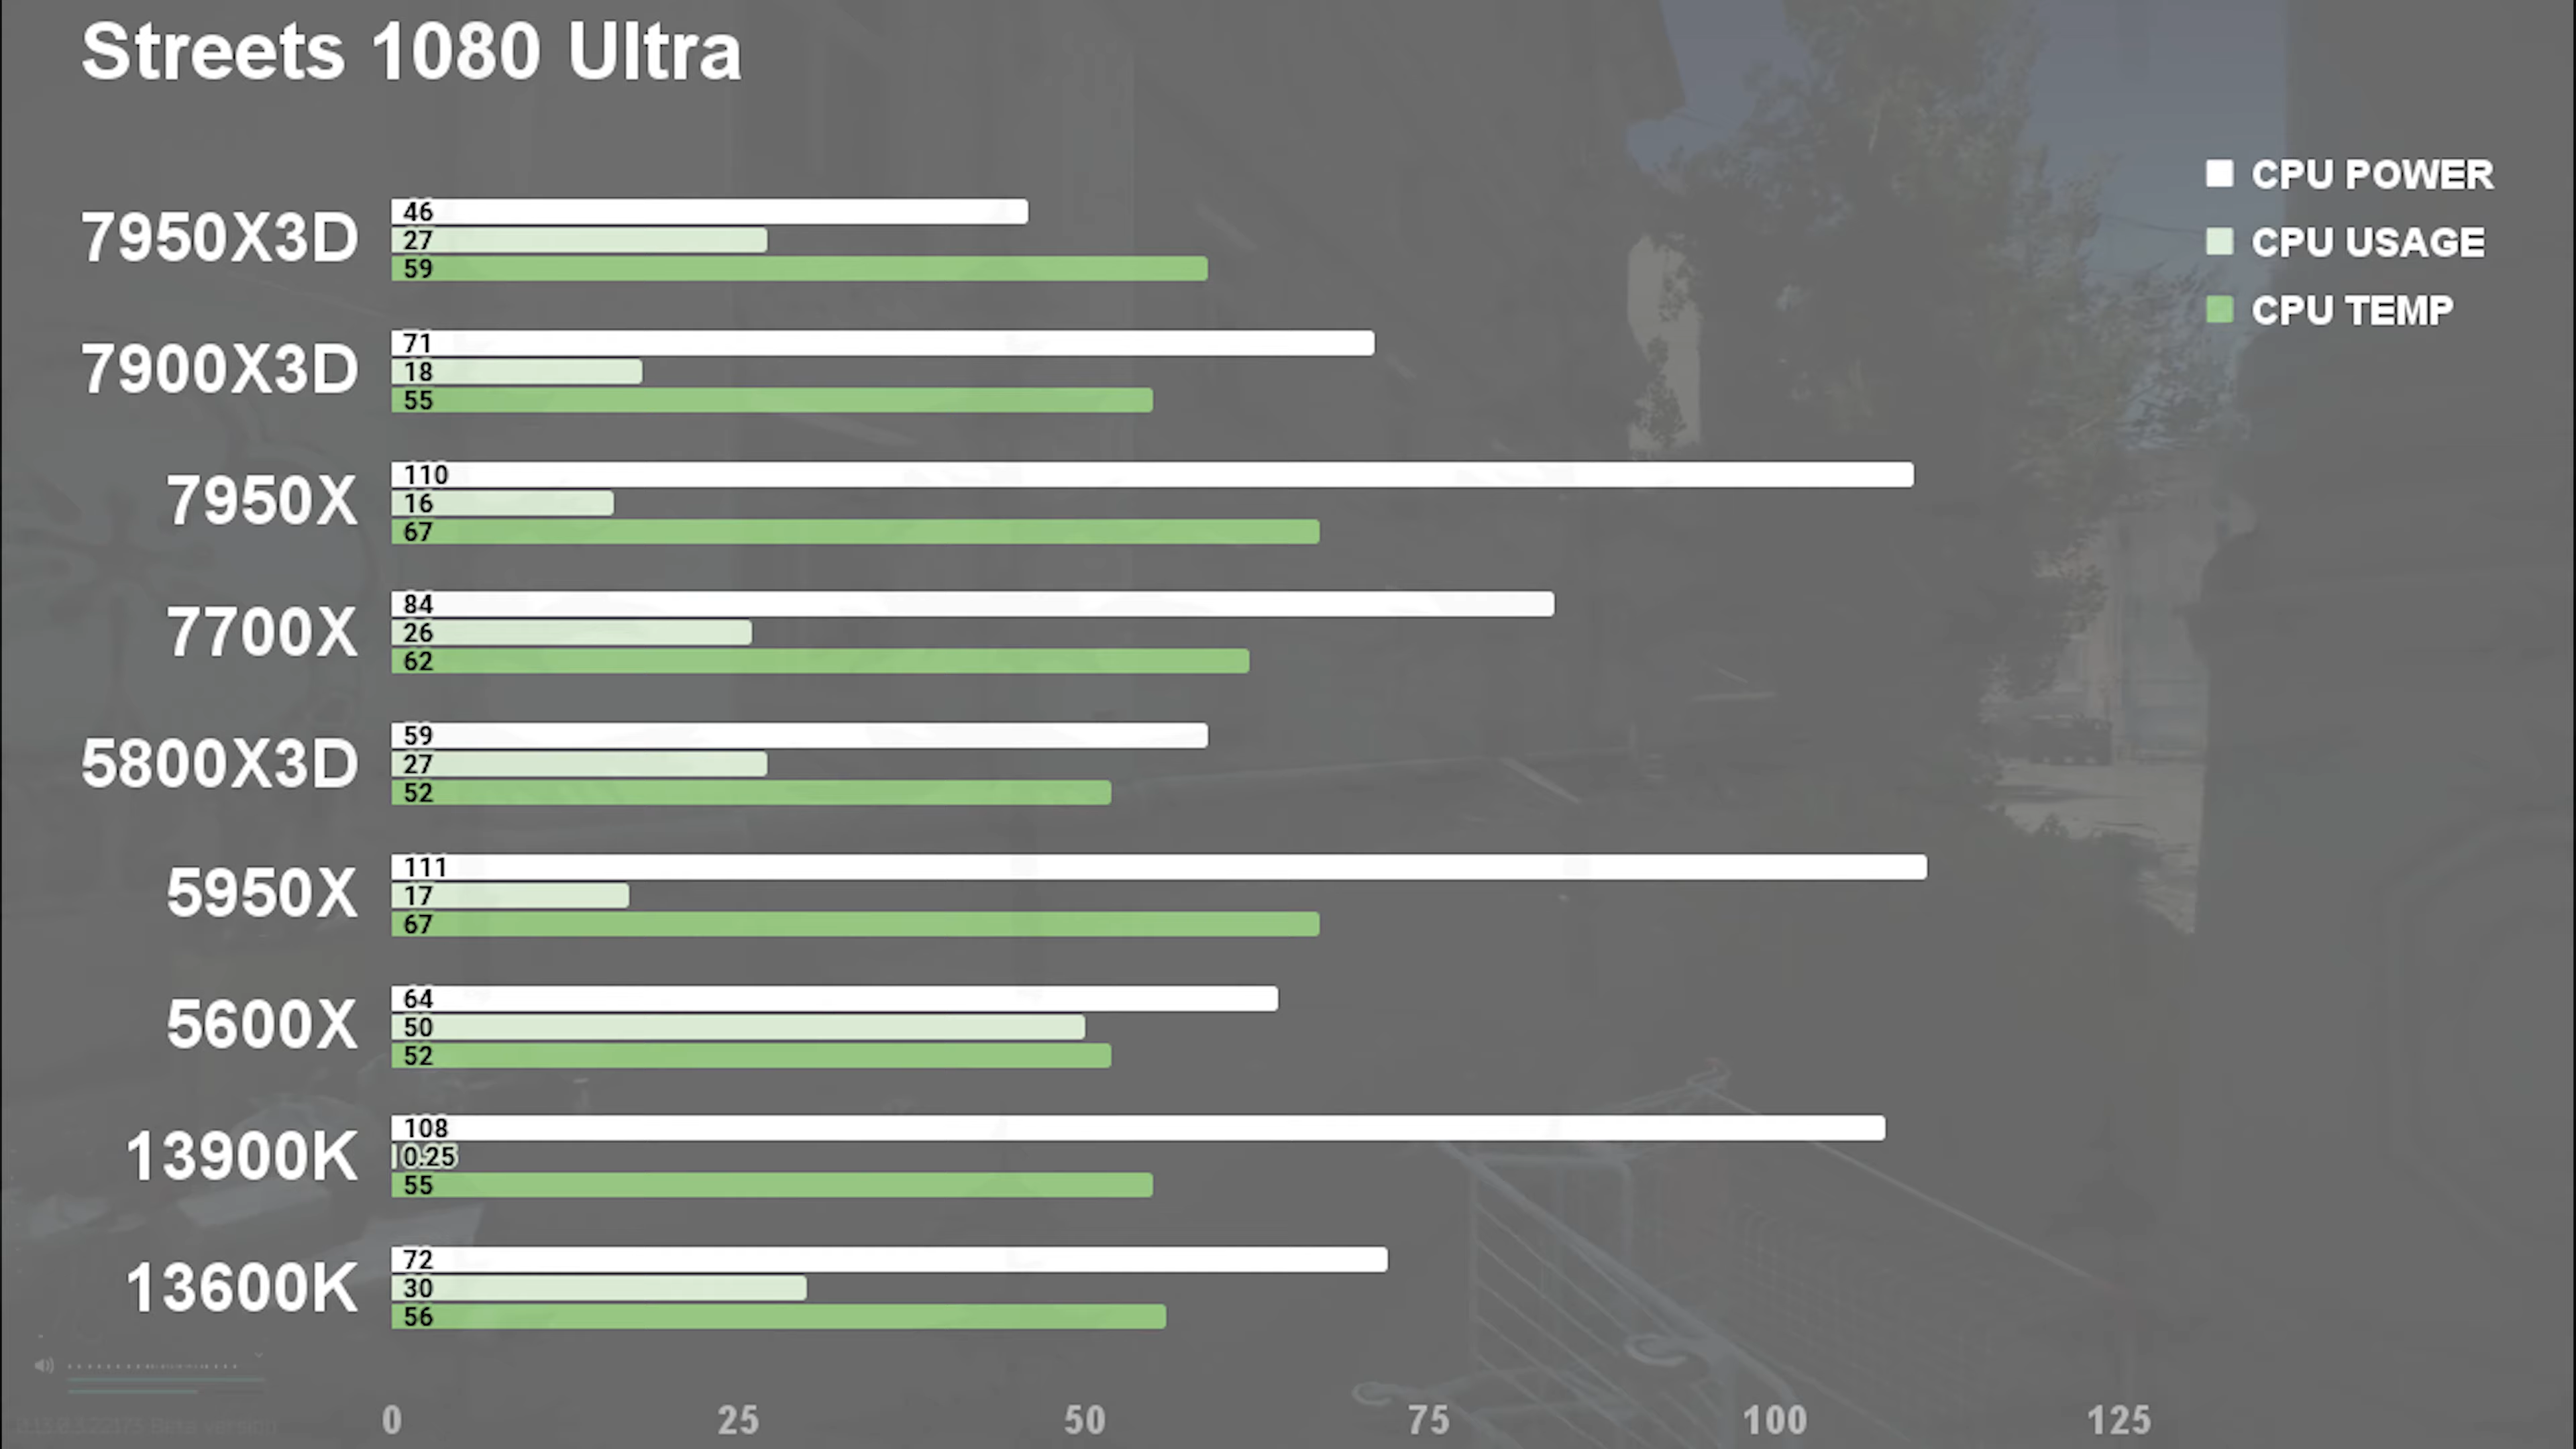 Streets 1080 Ultra
CPU POWER
CPU USAGE
CPU TEMP
7950X3D
46
27
59
7900X3D
71
18
55
7950X
110
16
67
7700X
84
26
62
5800X3D
59
27
52
5950X
111
17
67
5600X
64
50
52
13900K
108
0.25
55
13600K
72
30
56
0 25 50 75 100 125
Beta version